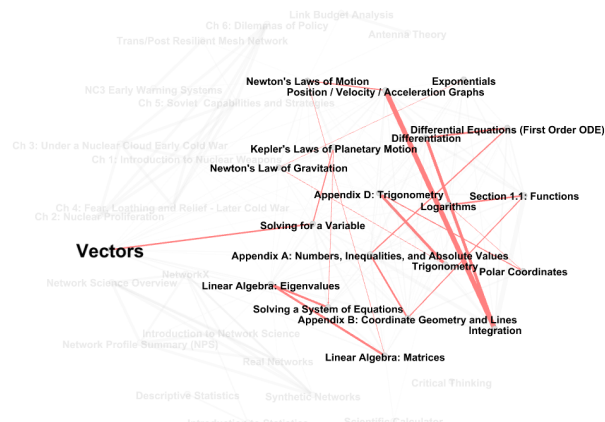 Link Budget Analysis
Ch 6: Dilemmas of Policy
Antenna Theory
Trans/Post Resilient Mesh Network
Newton's Laws of Motion
Exponentials
NC3 Early Warning Systems
Position / Velocity / Acceleration Graphs
Ch 5: Soviet Capabilities and Strategies
Differential Equations (First Order ODE)
Differentiation
Ch 3: Under a Nuclear Cloud Early Cold War
Kepler's Laws of Planetary Motion
Ch 1: Introduction to Nuclear Weapons
Newton's Law of Gravitation
Appendix D: Trigonometry
Section 1.1: Functions
Logarithms
Ch 4: Fear, Loathing and Relief - Later Cold War
Ch 2: Nuclear Proliferation
Solving for a Variable
Vectors
Appendix A: Numbers, Inequalities, and Absolute Values
Trigonometry
Polar Coordinates
NetworkX
Network Science Overview
Linear Algebra: Eigenvalues
Solving a System of Equations
Appendix B: Coordinate Geometry and Lines
Integration
Introduction to Network Science
Network Profile Summary (NPS)
Linear Algebra: Matrices
Real Networks
Critical Thinking
Descriptive Statistics
Synthetic Networks